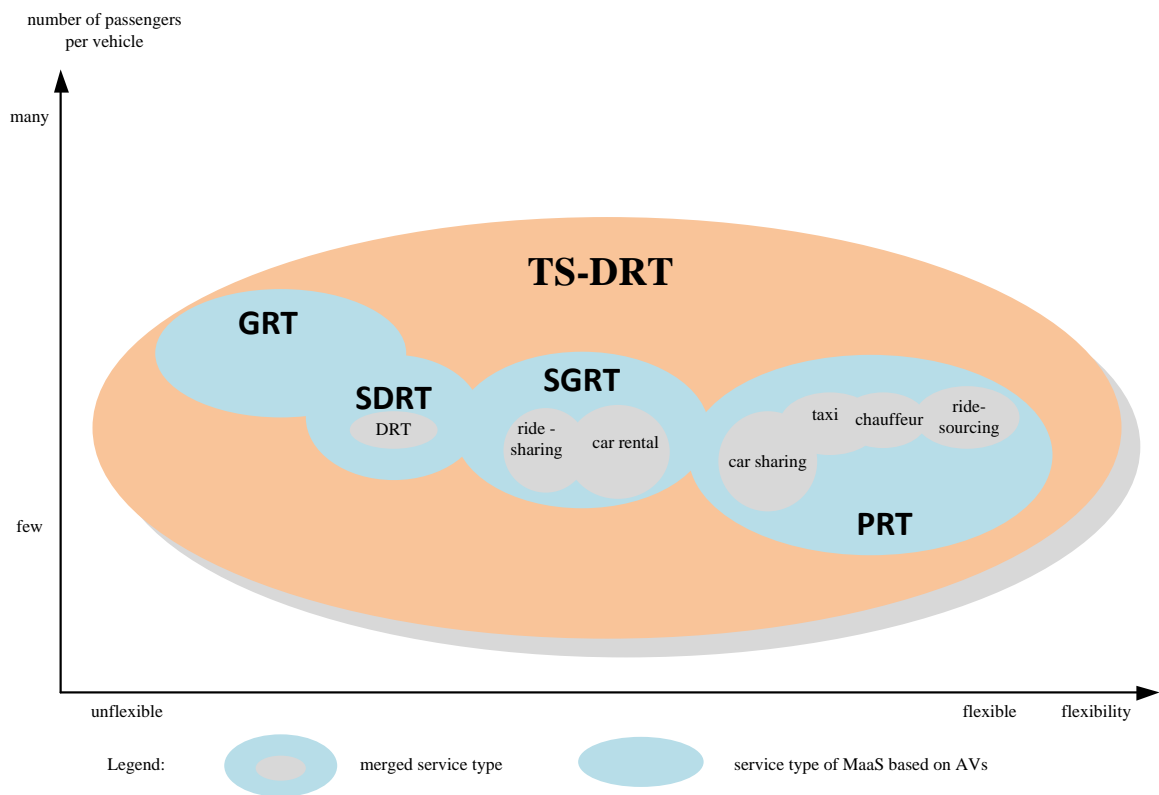 number of passengers
per vehicle
many
TS-DRT
GRT
SDRT
DRT
SGRT
ride -
sharing
car rental
car sharing
taxi
chauffeur
ride-
sourcing
PRT
few
unflexible
flexible
flexibility
Legend:
merged service type
service type of MaaS based on AVs